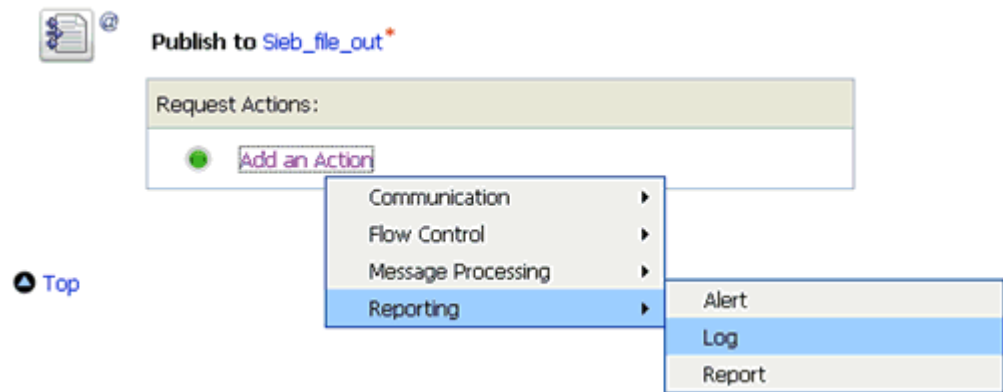 @
Publish to Sieb_file_out*
Request Actions:
Add an Action
Communication
Flow Control
Message Processing
Top
Reporting
Alert
Log
Report